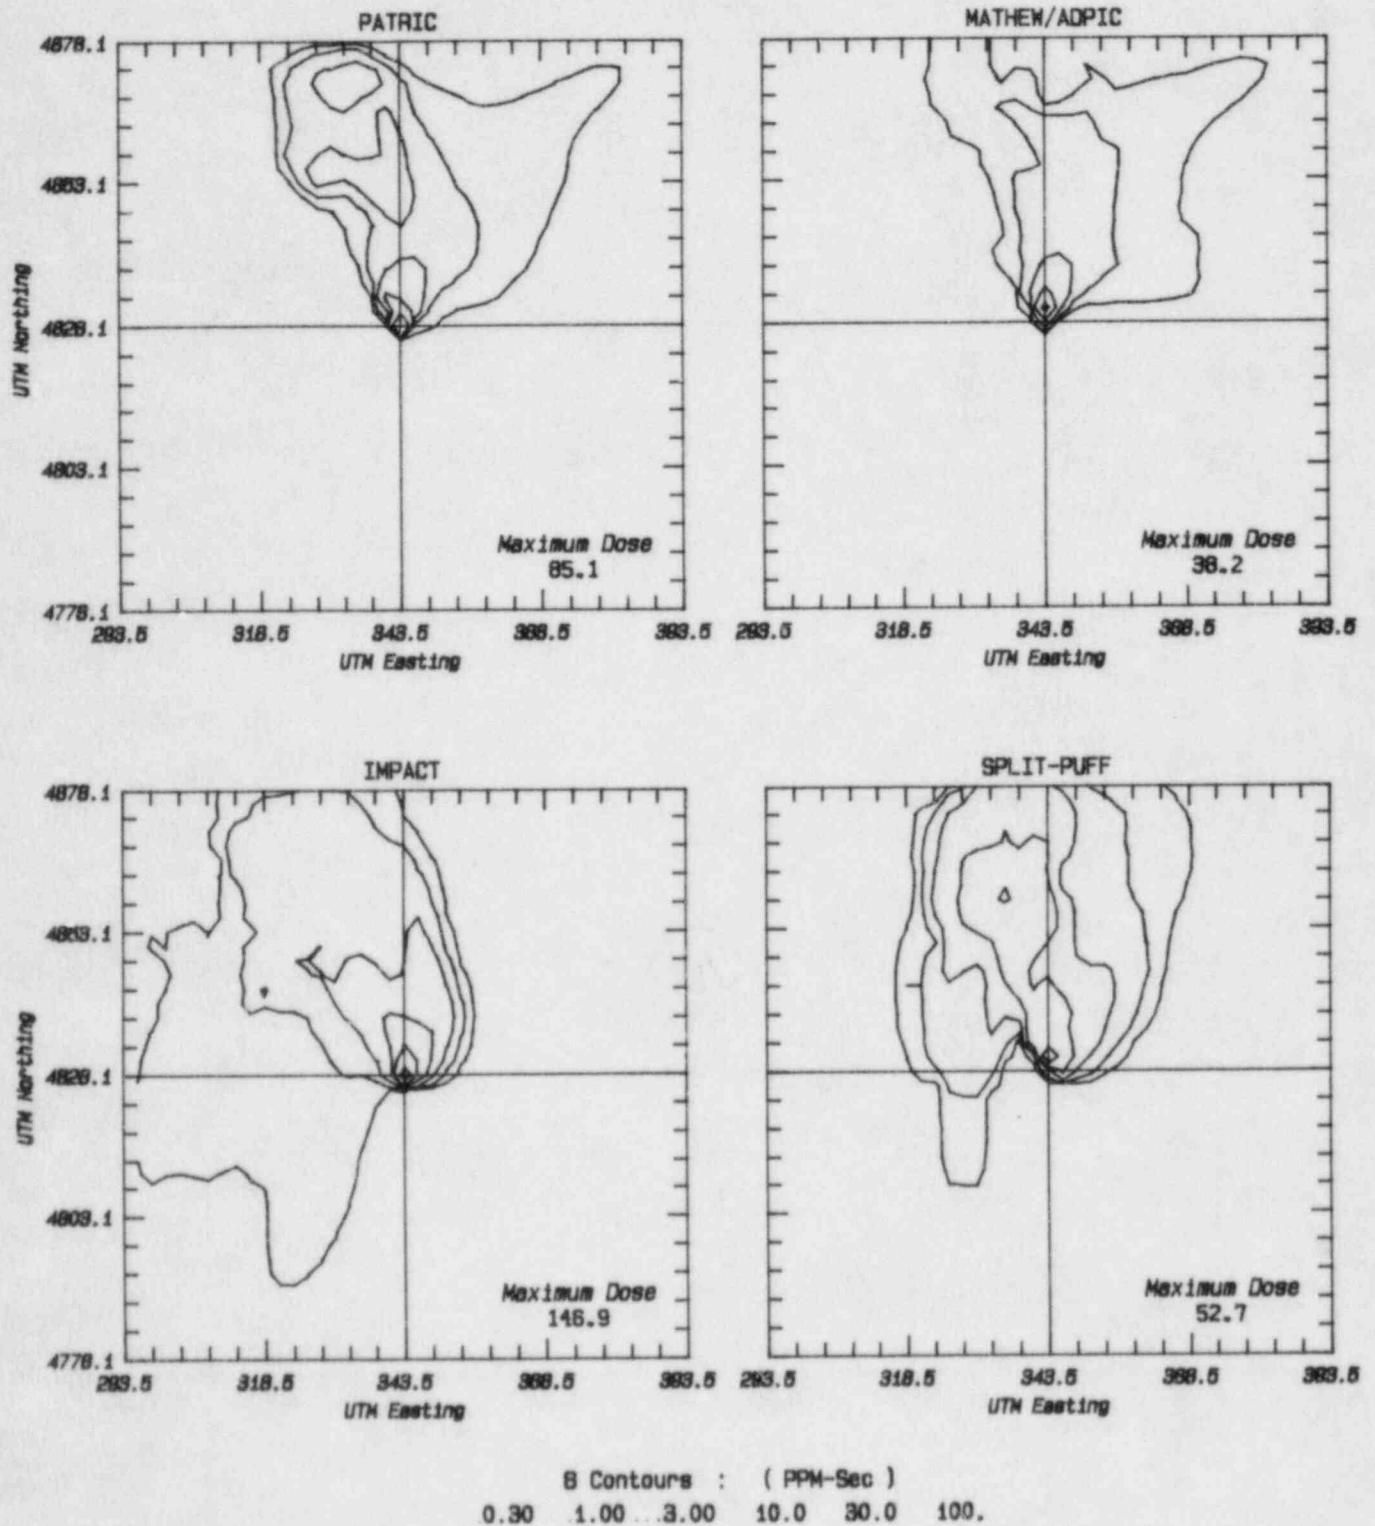 PATRIC
MATHEW/ADPIC
4878.1
4853.1
4828.1
4803.1
4778.1
UTM Northing
Maximum Dose
85.1
Maximum Dose
38.2
293.5 318.5 343.5 368.5 393.5
293.5 318.5 343.5 368.5 393.5
UTM Easting
UTM Easting
IMPACT
SPLIT-PUFF
4878.1
4853.1
4828.1
4803.1
4778.1
UTM Northing
Maximum Dose
146.9
Maximum Dose
52.7
293.5 318.5 343.5 368.5 393.5
293.5 318.5 343.5 368.5 393.5
UTM Easting
UTM Easting
6 Contours : ( PPM-Sec )
0.30 1.00 3.00 10.0 30.0 100.